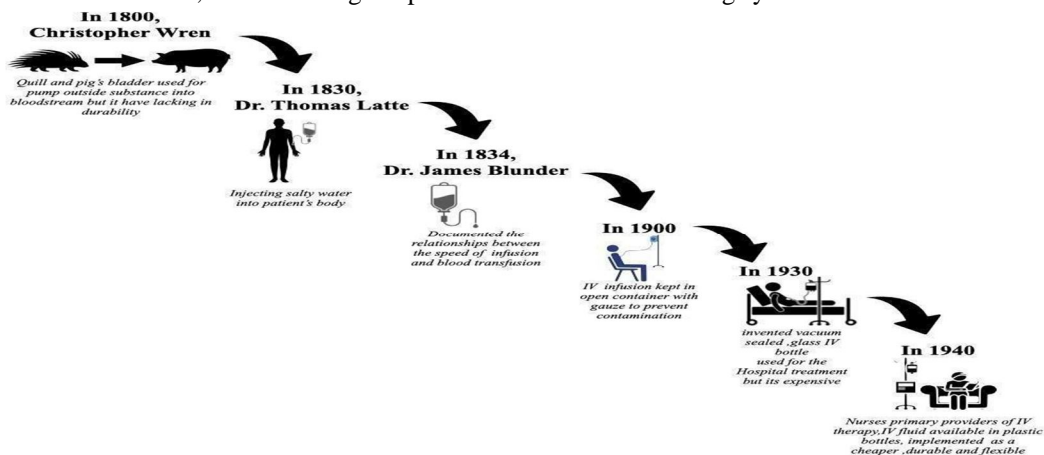 In 1800,
Christopher Wren
Quill and pig's bladder used for
pump outside substance into
bloodstream but it have lacking in
durability
In 1830,
Dr. Thomas Latte
Injecting salty water
into patient's body
In 1834,
Dr. James Blunder
Documented the
relationships between
the speed of infusion
and blood transfusion
In 1900
IV infusion kept in
open container with
gauze to prevent
contamination
In 1930
invented vacuum
sealed ,glass IV
bottle
used for the
Hospital treatment
but its expensive
In 1940
Nurses primary providers of IV
therapy,IV fluid available in plastic
bottles, implemented as a
cheaper ,durable and flexible